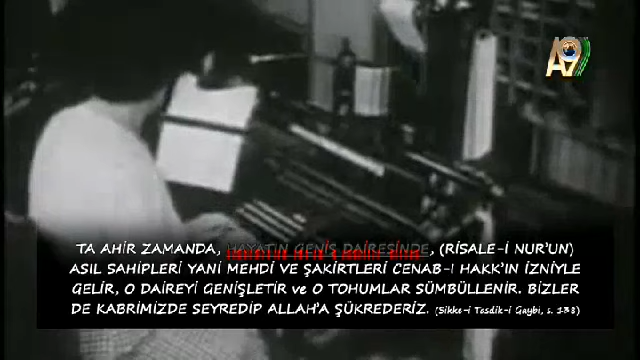 A9
TA AHİR ZAMANDA, HAYATIN GENİŞ DAİRESİNDE, (RİSALE-İ NUR'UN)
ASIL SAHİPLERİ YANİ MEHDİ VE ŞAKİRTLERİ CENAB-I HAKK'IN İZNİYLE
GELİR, O DAİREYİ GENİŞLETİR ve O TOHUMLAR SÜMBÜLLENİR. BİZLER
DE KABRİMİZDE SEYREDİP ALLAH'A ŞÜKREDERİZ. (Sikke-i Tasdik-i Gaybi, s. 138)